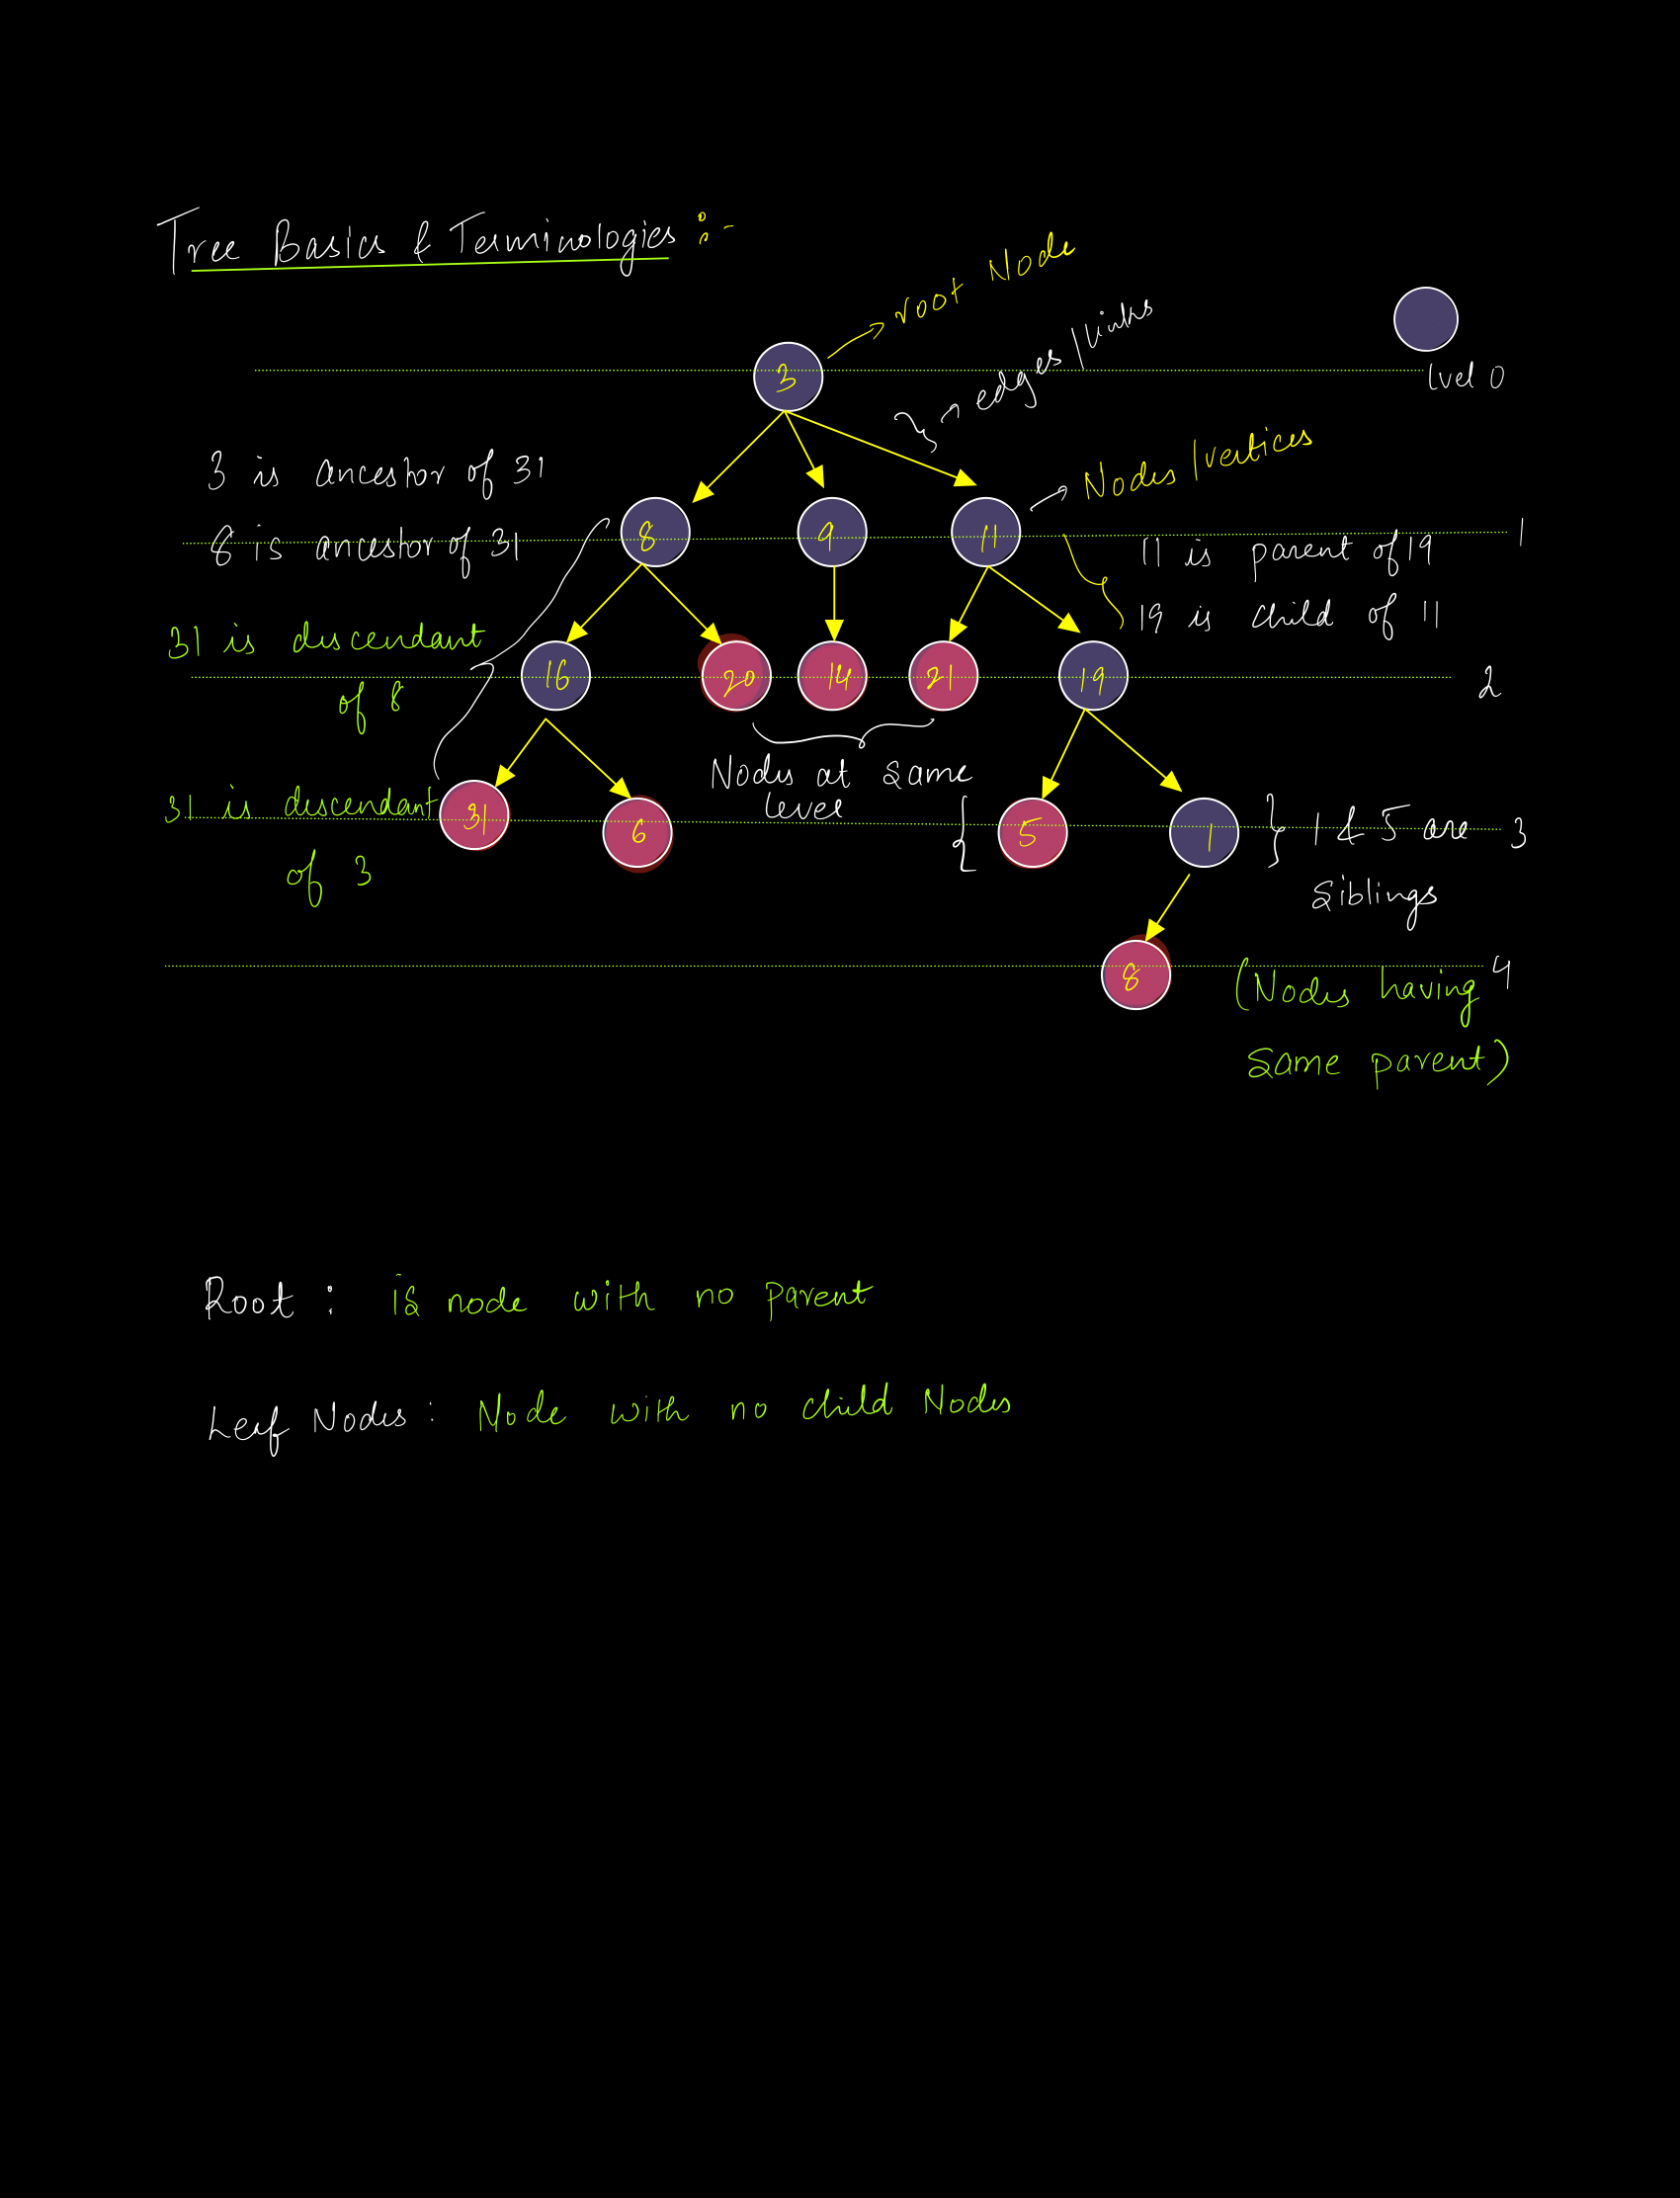 Tree Basics & Terminologies :-
root Node
3
edges/links
lvel 0
3 is ancestor of 31
Nodes/vertices
8 is ancestor of 31
8 9 11
1
11 is parent of 19
19 is child of 11
31 is descendant
of 8
16 20 14 21 19
2
Nodes at same
level
31 is descendant
of 3
31 6 5 1
1 & 5 are
3
siblings
8
4
(Nodes having
same parent)
Root : is node with no parent
Leaf Nodes : Node with no child Nodes